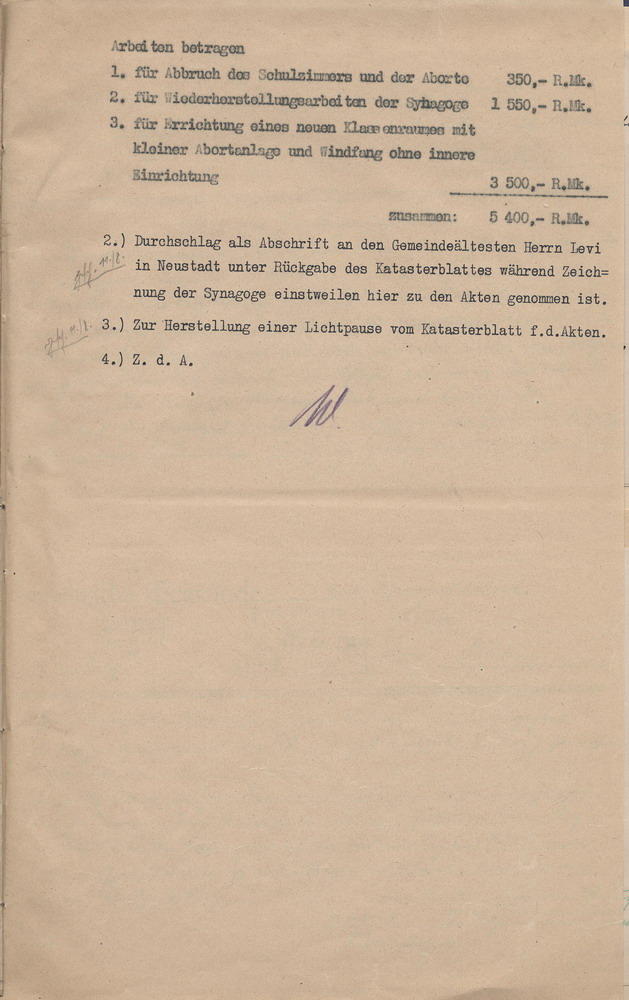 Arbeiten betragen
1. für Abbruch des Schulzimmers und der Aborte 350,- R.Mk.
2. für Wiederherstellungsarbeiten der Synagoge 1 550,- R.Mk.
3. für Errichtung eines neuen Klassenraumes mit
kleiner Abortanlage und Windfang ohne innere
Einrichtung 3 500,- R.Mk.
zusammen: 5 400,- R.Mk.
2.) Durchschlag als Abschrift an den Gemeindeältesten Herrn Levi
in Neustadt unter Rückgabe des Katasterblattes während Zeich=
nung der Synagoge einstweilen hier zu den Akten genommen ist.
3.) Zur Herstellung einer Lichtpause vom Katasterblatt f.d.Akten.
4.) Z. d. A.